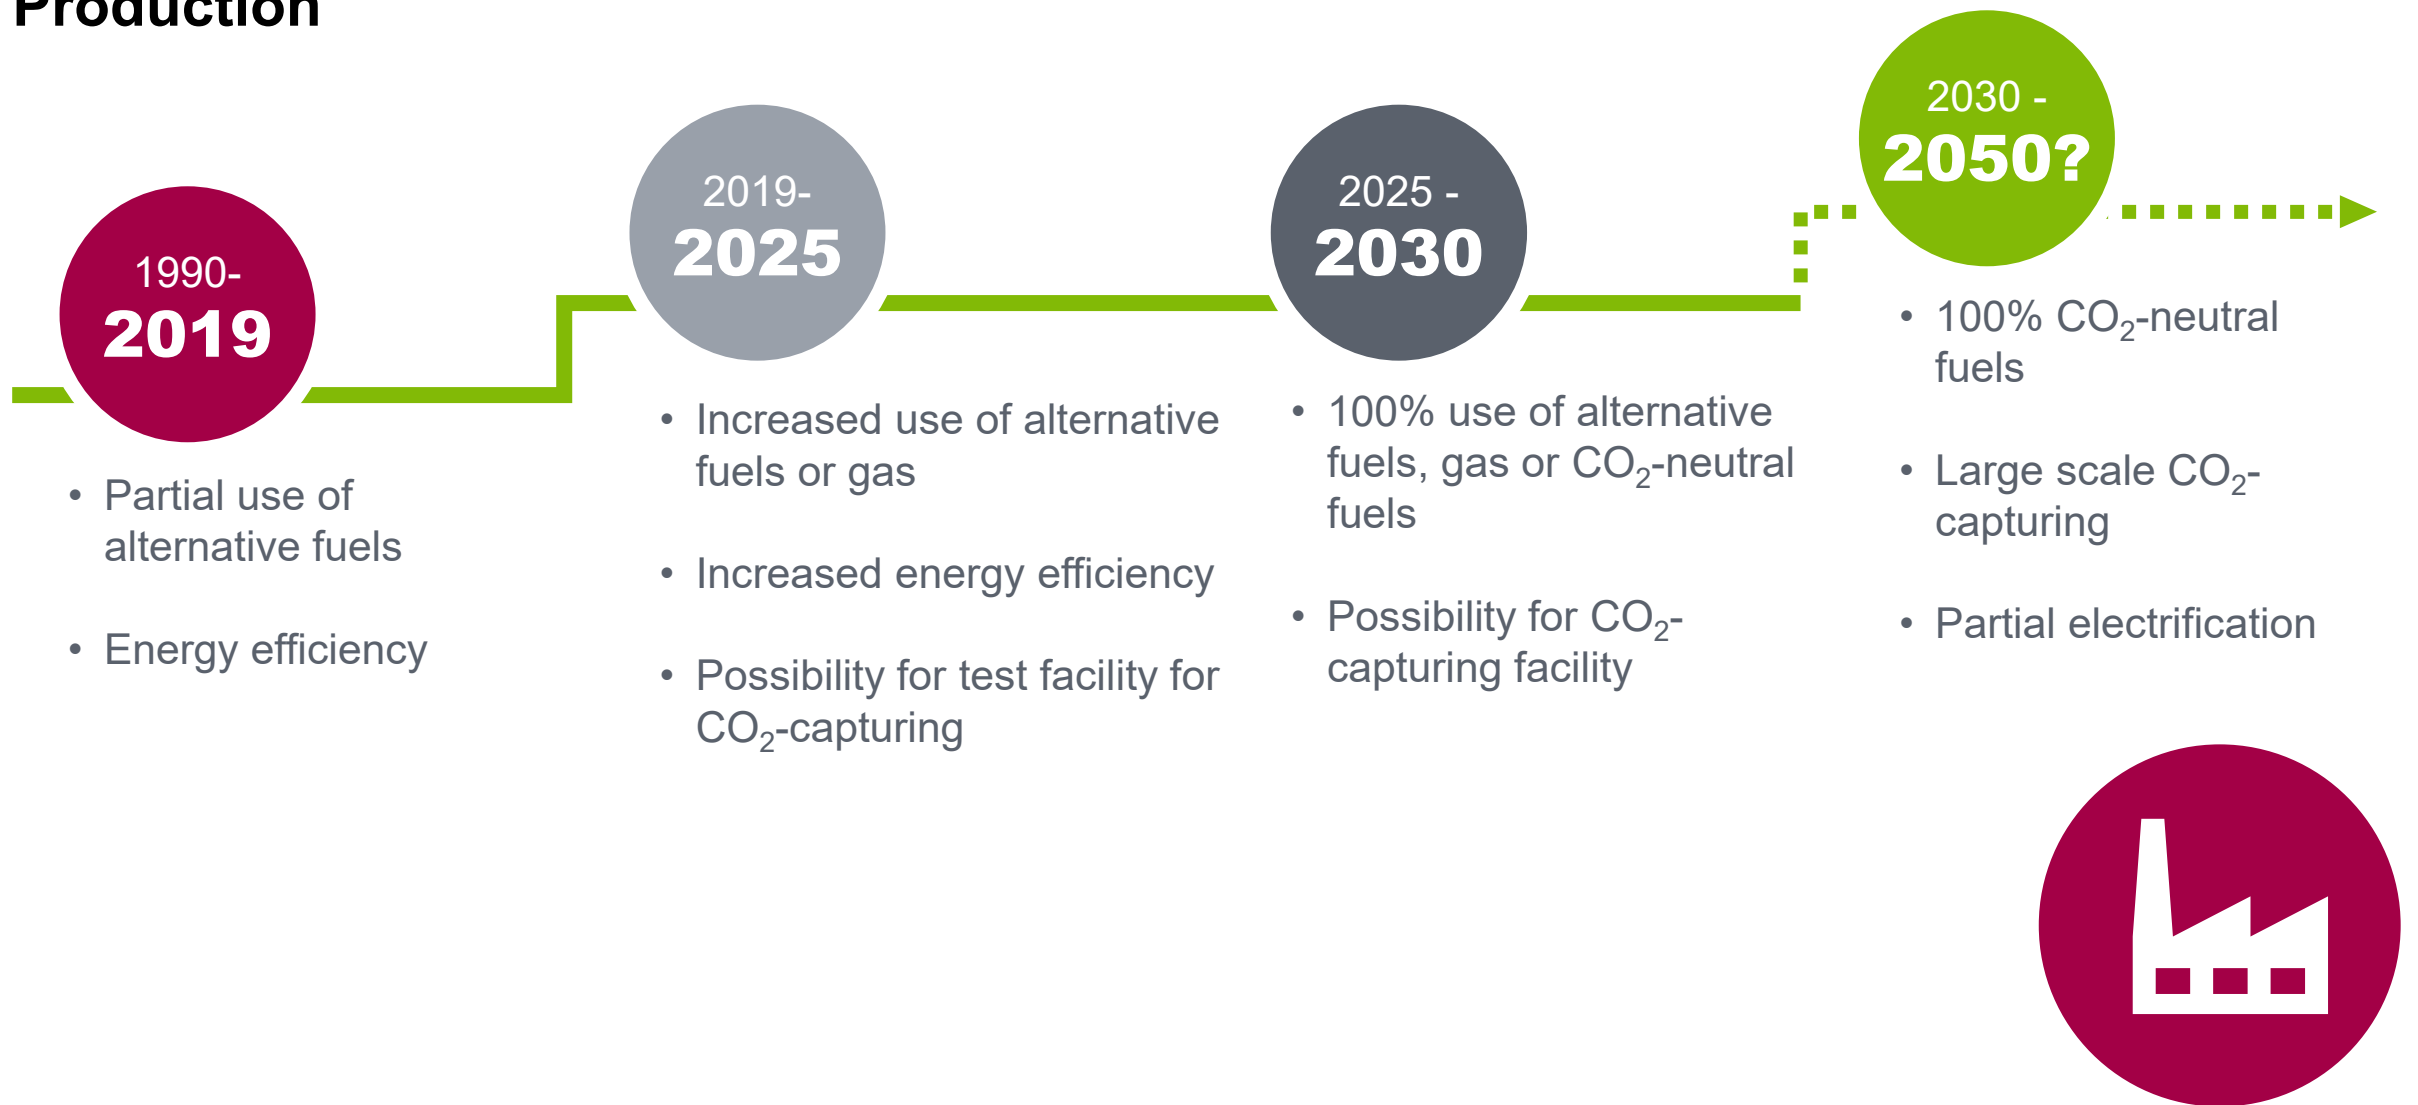 Production
1990-
2019
• Partial use of
alternative fuels
• Energy efficiency
2019-
2025
• Increased use of alternative
fuels or gas
• Increased energy efficiency
• Possibility for test facility for
CO₂-capturing
2025 -
2030
• 100% use of alternative
fuels, gas or CO₂-neutral
fuels
• Possibility for CO₂-
capturing facility
2030 -
2050?
• 100% CO₂-neutral
fuels
• Large scale CO₂-
capturing
• Partial electrification